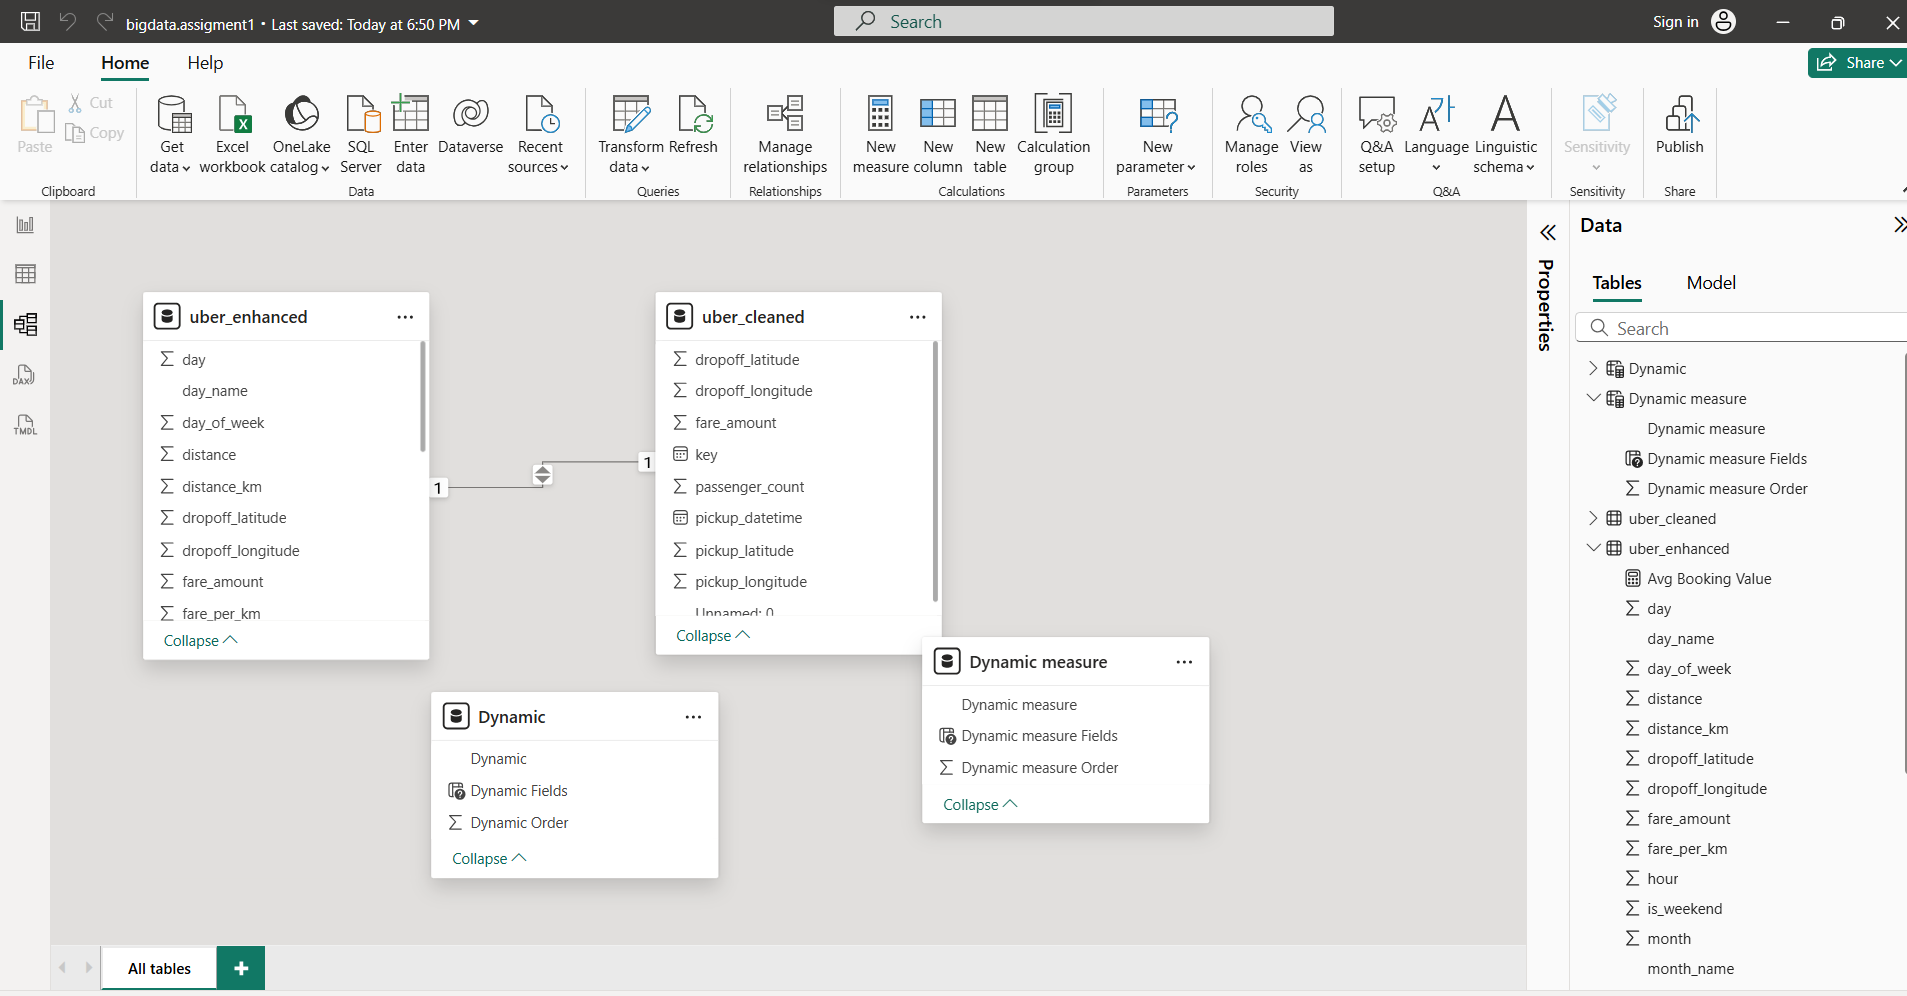 bigdata.assigment1 • Last saved: Today at 6:50 PM
Search
Sign in
File
Home
Help
Share
Paste
Cut
Copy
Clipboard
Get data
Excel workbook
OneLake catalog
SQL Server
Enter data
Dataverse
Recent sources
Data
Transform data
Refresh
Queries
Manage relationships
Relationships
New measure
New column
New table
Calculation group
Calculations
New parameter
Parameters
Manage roles
View as
Security
Q&A setup
Language
Linguistic schema
Q&A
Sensitivity
Sensitivity
Publish
Share
DAX
TMDL
uber_enhanced
day
day_name
day_of_week
distance
distance_km
dropoff_latitude
dropoff_longitude
fare_amount
fare_per_km
Collapse
1
1
uber_cleaned
dropoff_latitude
dropoff_longitude
fare_amount
key
passenger_count
pickup_datetime
pickup_latitude
pickup_longitude
Unnamed: 0
Collapse
Dynamic
Dynamic
Dynamic Fields
Dynamic Order
Collapse
Dynamic measure
Dynamic measure
Dynamic measure Fields
Dynamic measure Order
Collapse
Properties
Data
Tables
Model
Search
Dynamic
Dynamic measure
Dynamic measure
Dynamic measure Fields
Dynamic measure Order
uber_cleaned
uber_enhanced
Avg Booking Value
day
day_name
day_of_week
distance
distance_km
dropoff_latitude
dropoff_longitude
fare_amount
fare_per_km
hour
is_weekend
month
month_name
All tables